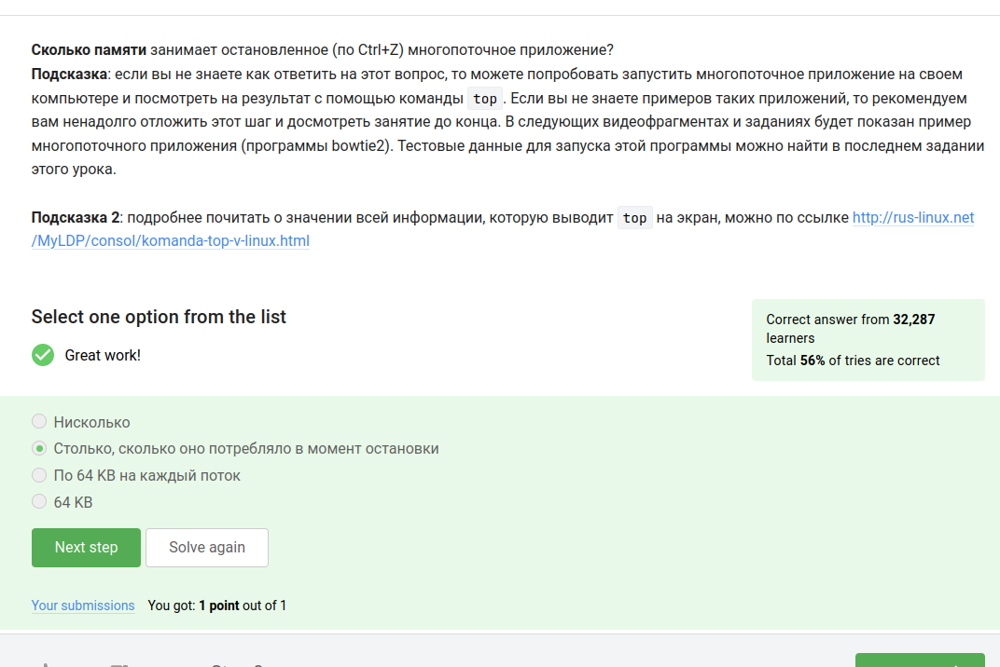 Сколько памяти занимает остановленное (по Ctrl+Z) многопоточное приложение?
Подсказка: если вы не знаете как ответить на этот вопрос, то можете попробовать запустить многопоточное приложение на своем
компьютере и посмотреть на результат с помощью команды top. Если вы не знаете примеров таких приложений, то рекомендуем
вам ненадолго отложить этот шаг и досмотреть занятие до конца. В следующих видеофрагментах и заданиях будет показан пример
многопоточного приложения (программы bowtie2). Тестовые данные для запуска этой программы можно найти в последнем задании
этого урока.
Подсказка 2: подробнее почитать о значении всей информации, которую выводит top на экран, можно по ссылке http://rus-linux.net
/MyLDP/consol/komanda-top-v-linux.html
Select one option from the list
Great work!
Correct answer from 32,287
learners
Total 56% of tries are correct
Нисколько
Столько, сколько оно потребляло в момент остановки
По 64 KB на каждый поток
64 KB
Next step
Solve again
Your submissions You got: 1 point out of 1